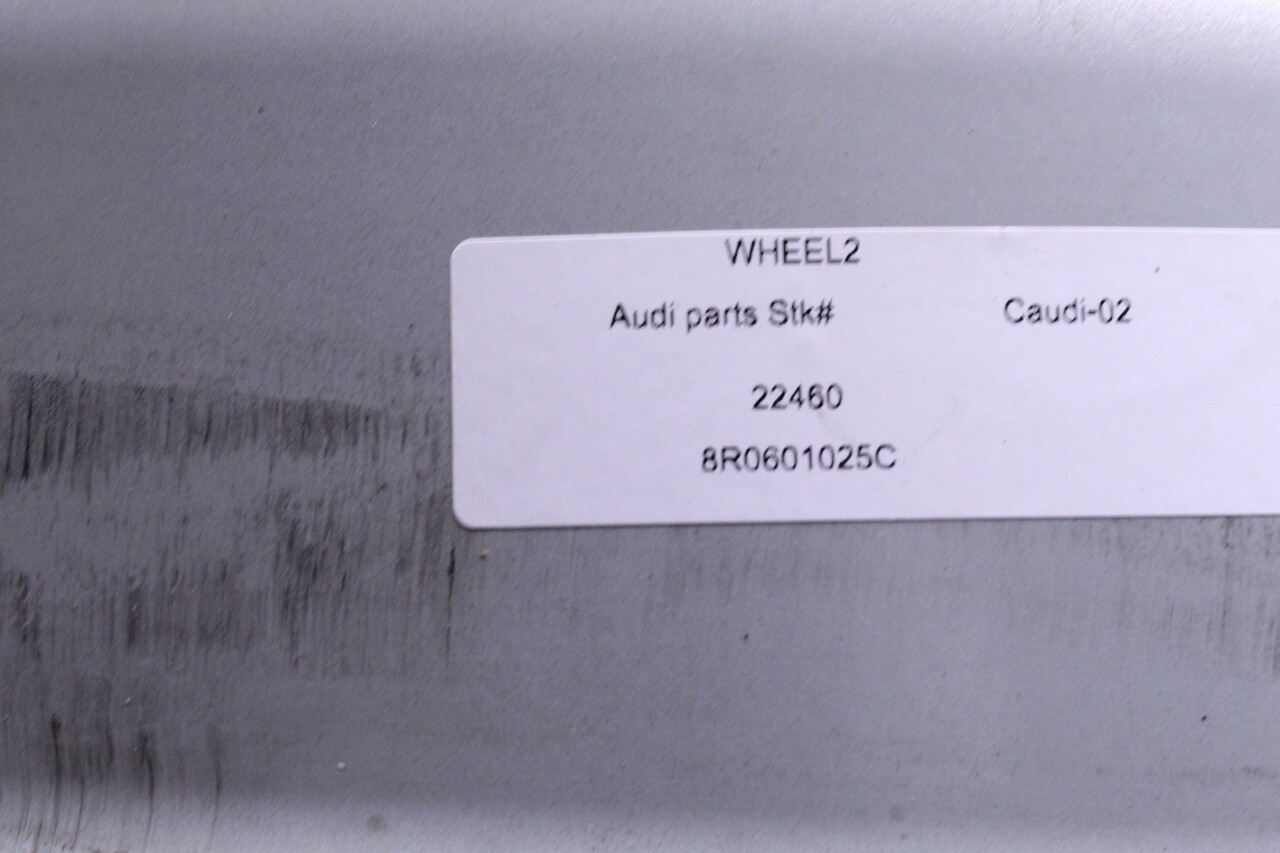 WHEEL2
Audi parts Stk# Caudi-02
22460
8R0601025C